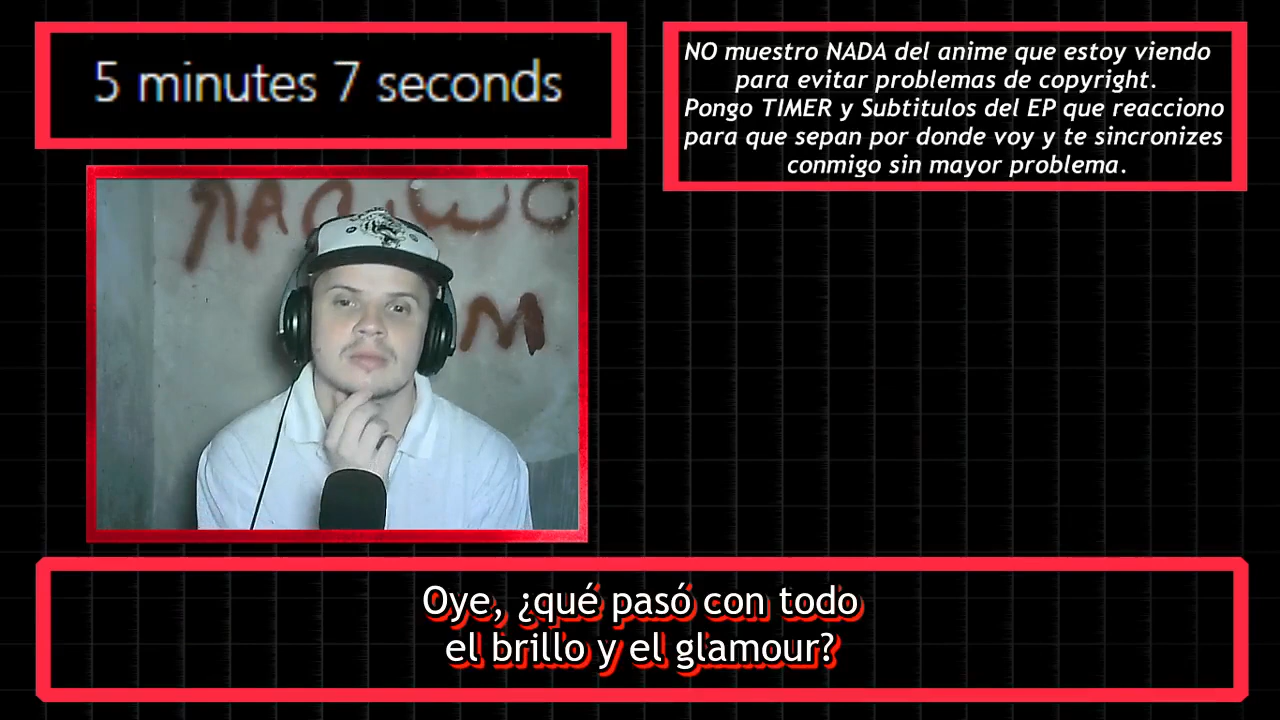 5 minutes 7 seconds
NO muestro NADA del anime que estoy viendo
para evitar problemas de copyright.
Pongo TIMER y Subtitulos del EP que reacciono
para que sepan por donde voy y te sincronizes
conmigo sin mayor problema.
Oye, ¿qué pasó con todo
el brillo y el glamour?